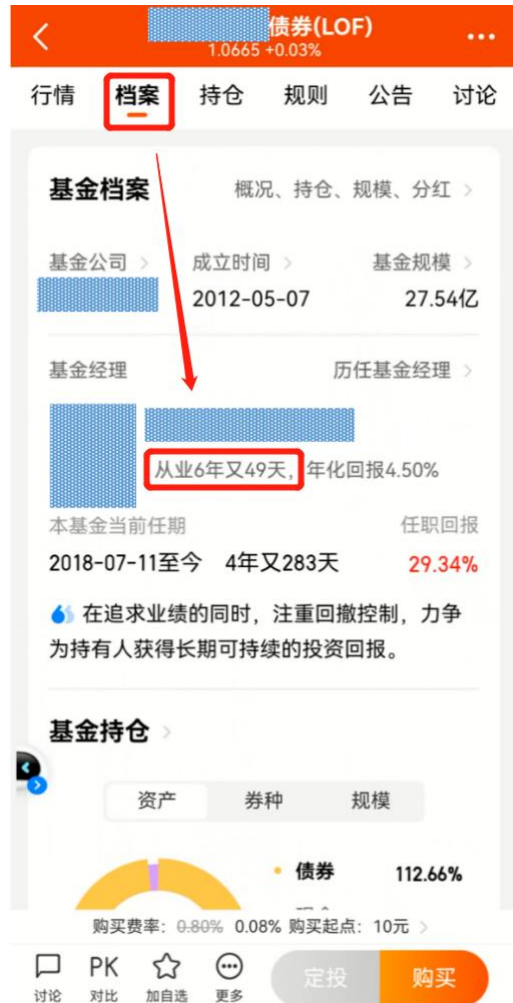 债券(LOF)
1.0665 +0.03%
行情 档案 持仓 规则 公告 讨论
基金档案 概况、持仓、规模、分红 >
基金公司 > 成立时间 > 基金规模 >
2012-05-07 27.54亿
基金经理 历任基金经理 >
从业6年又49天，年化回报4.50%
本基金当前任期 任职回报
2018-07-11至今 4年又283天 29.34%
在追求业绩的同时，注重回撤控制，力争
为持有人获得长期可持续的投资回报。
基金持仓 >
资产 券种 规模
债券 112.66%
购买费率：0.80% 0.08% 购买起点：10元 >
讨论 PK 对比 加自选 更多 定投 购买